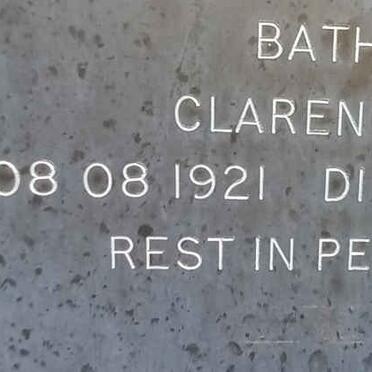 BATH
CLAREN
08 08 1921 DI
REST IN PE